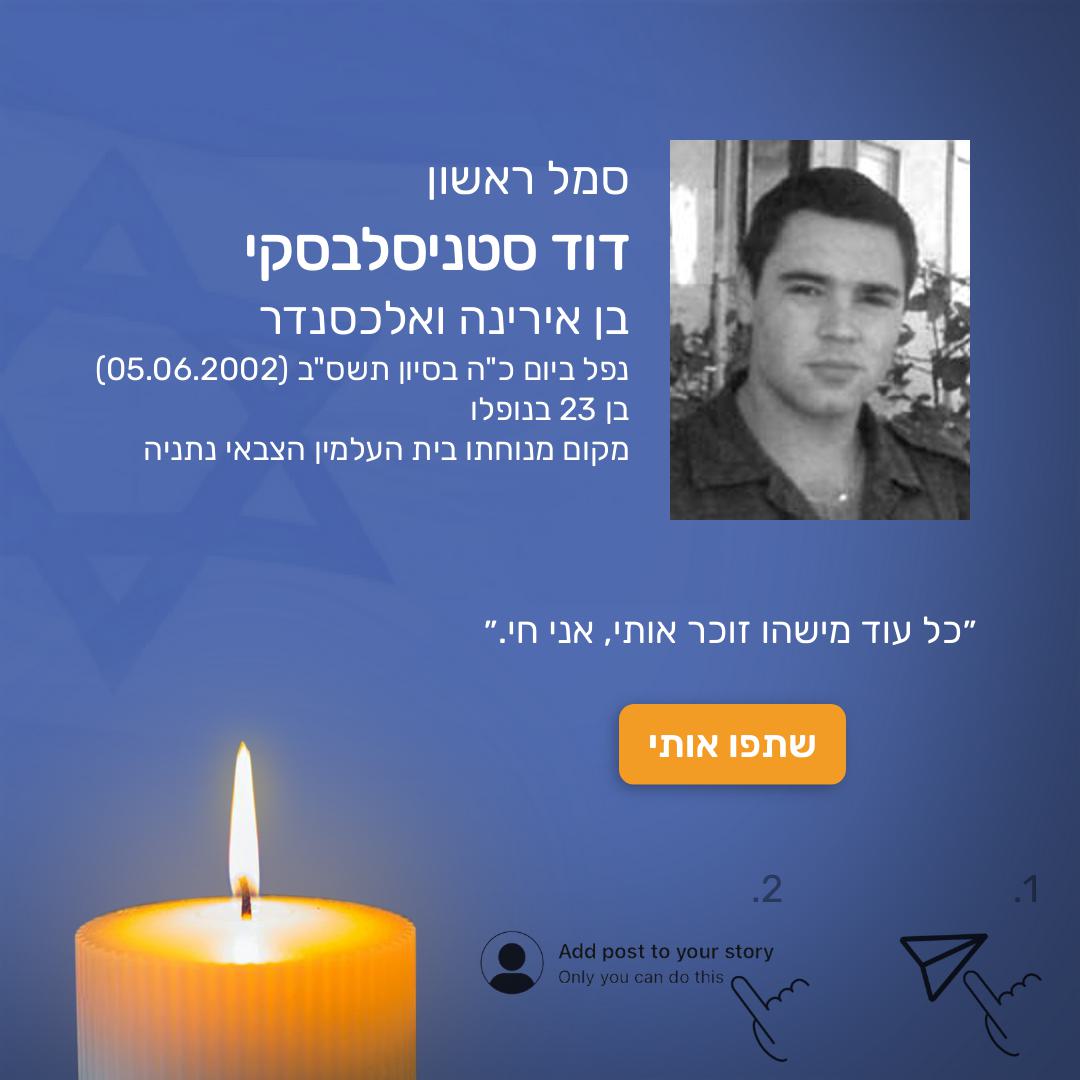 סמל ראשון
דוד סטניסלבסקי
בן אירינה ואלכסנדר
נפל ביום כ"ה בסיון תשס"ב (05.06.2002)
בן 23 בנופלו
מקום מנוחתו בית העלמין הצבאי נתניה
״כל עוד מישהו זוכר אותי, אני חי.״
שתפו אותי
.1
.2
Add post to your story
Only you can do this